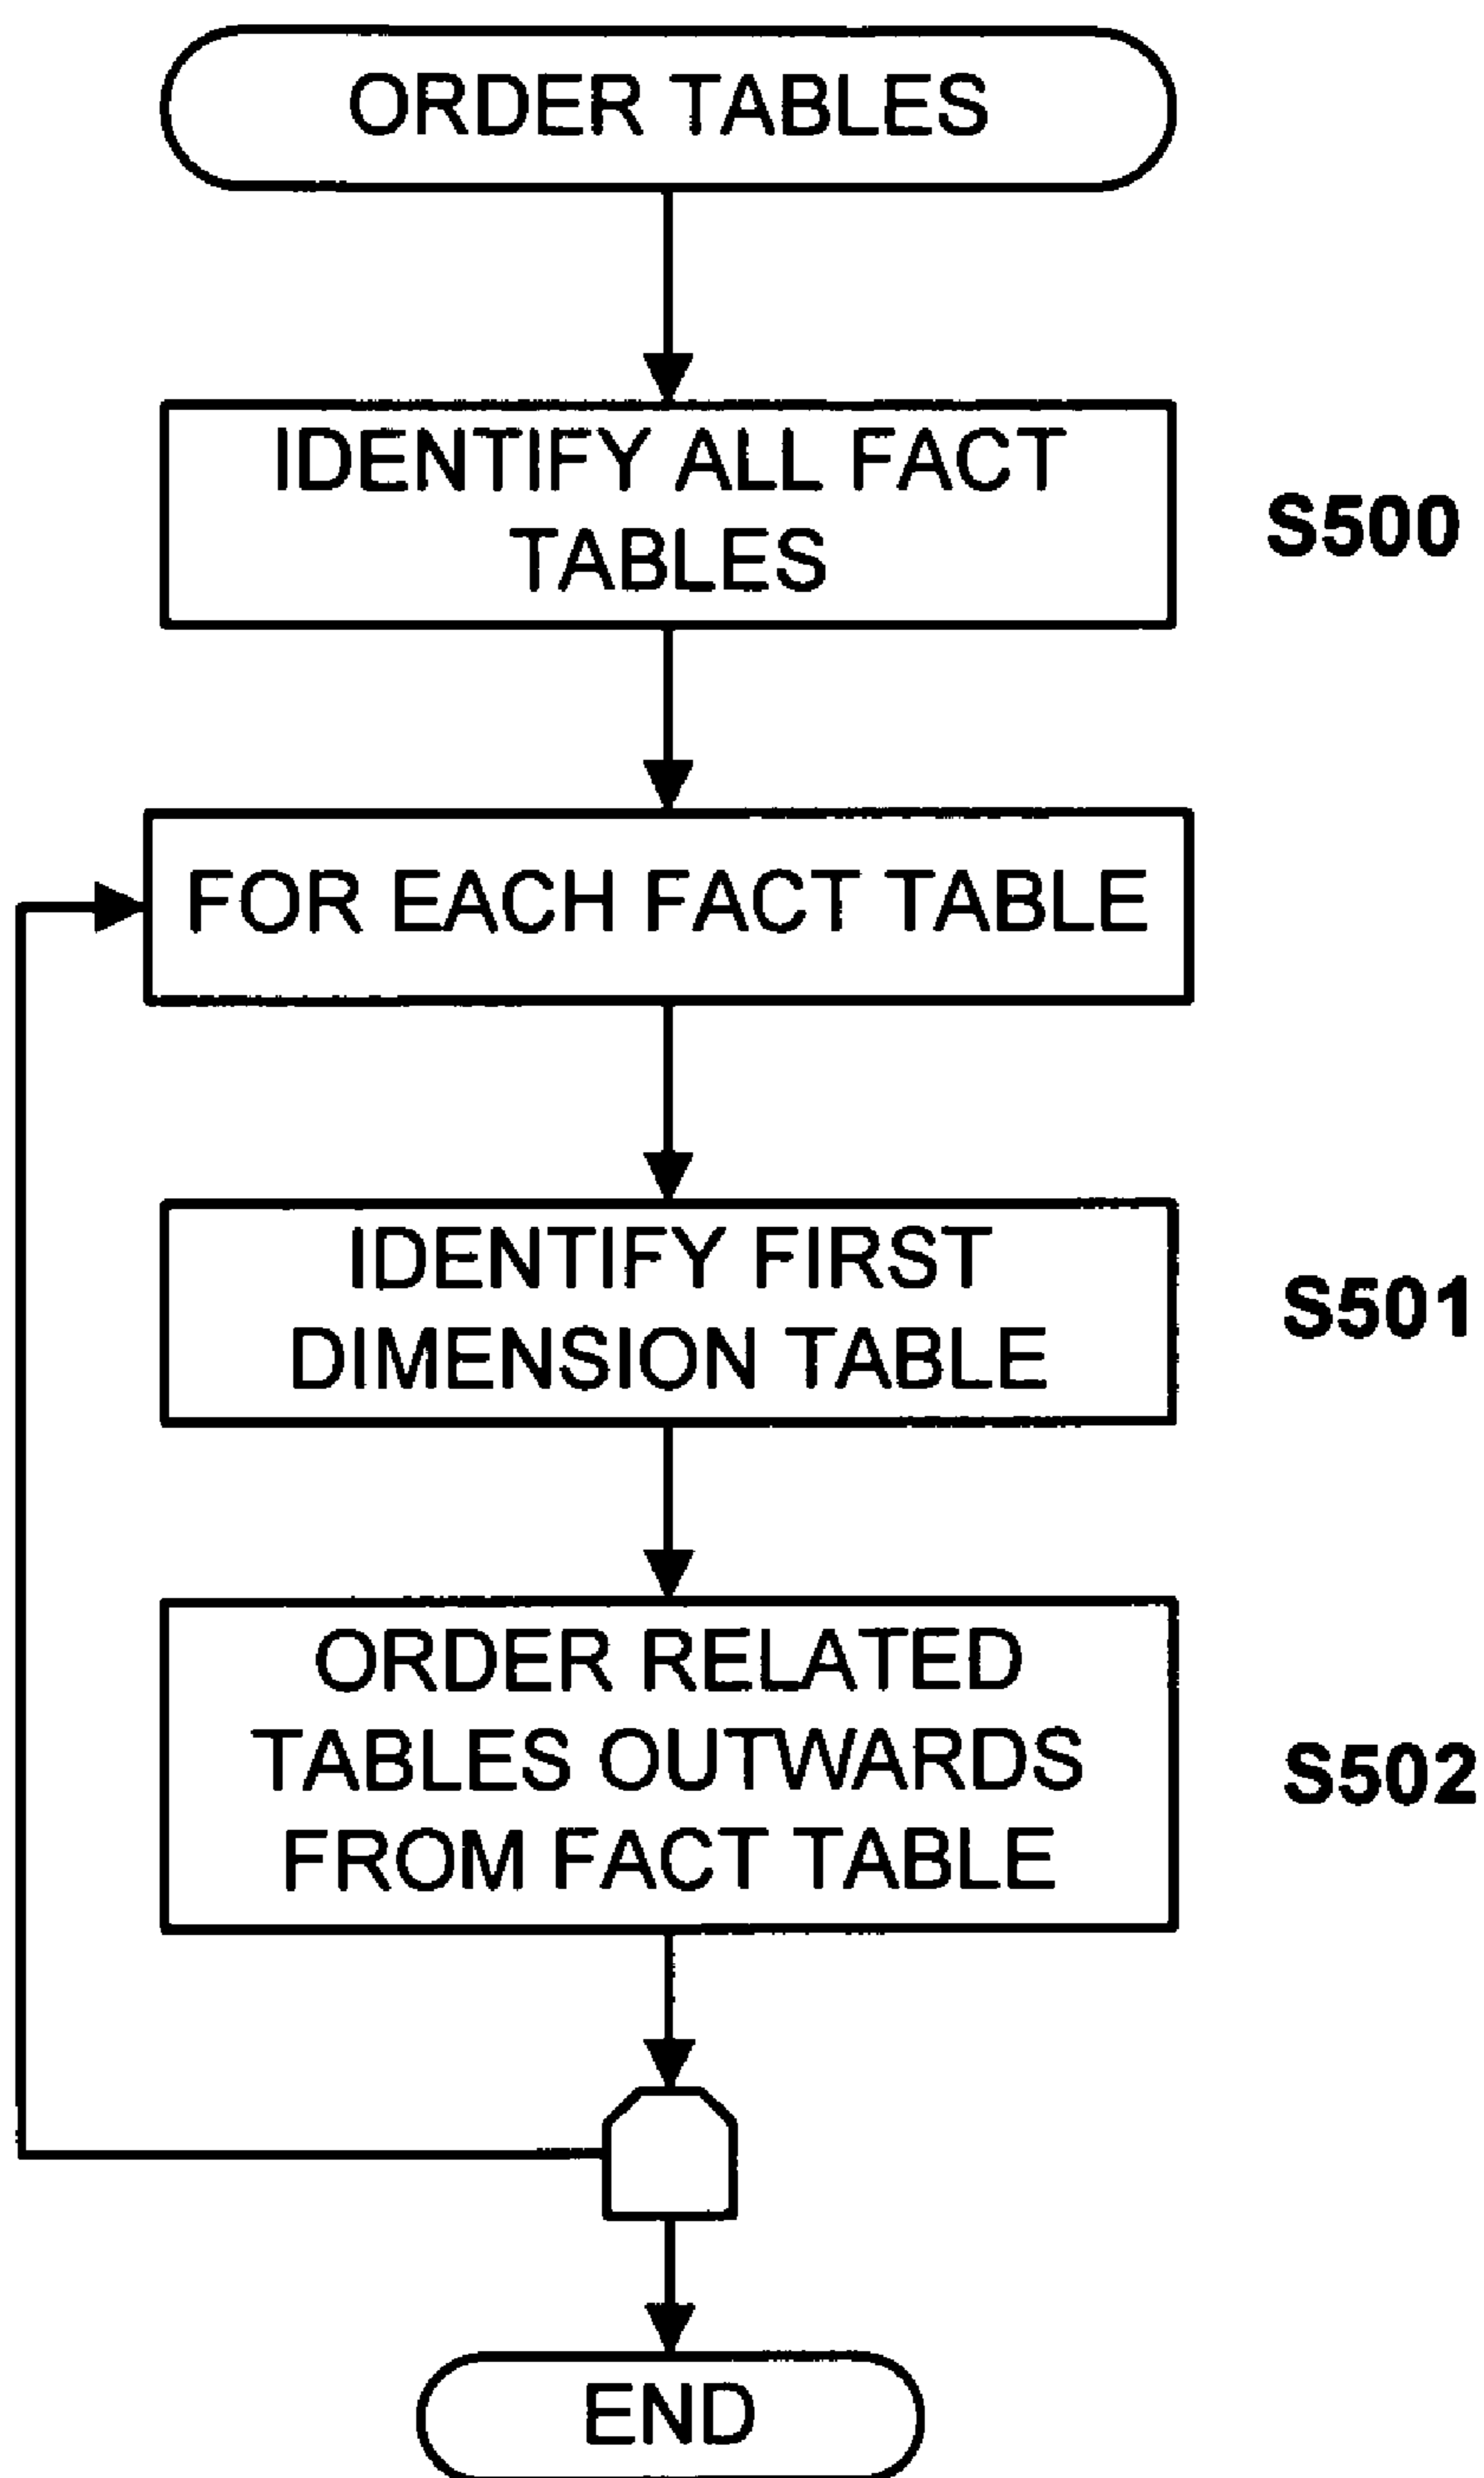 ORDER TABLES
IDENTIFY ALL FACT
TABLES
S500
FOR EACH FACT TABLE
IDENTIFY FIRST
DIMENSION TABLE
S501
ORDER RELATED
TABLES OUTWARDS
FROM FACT TABLE
S502
END